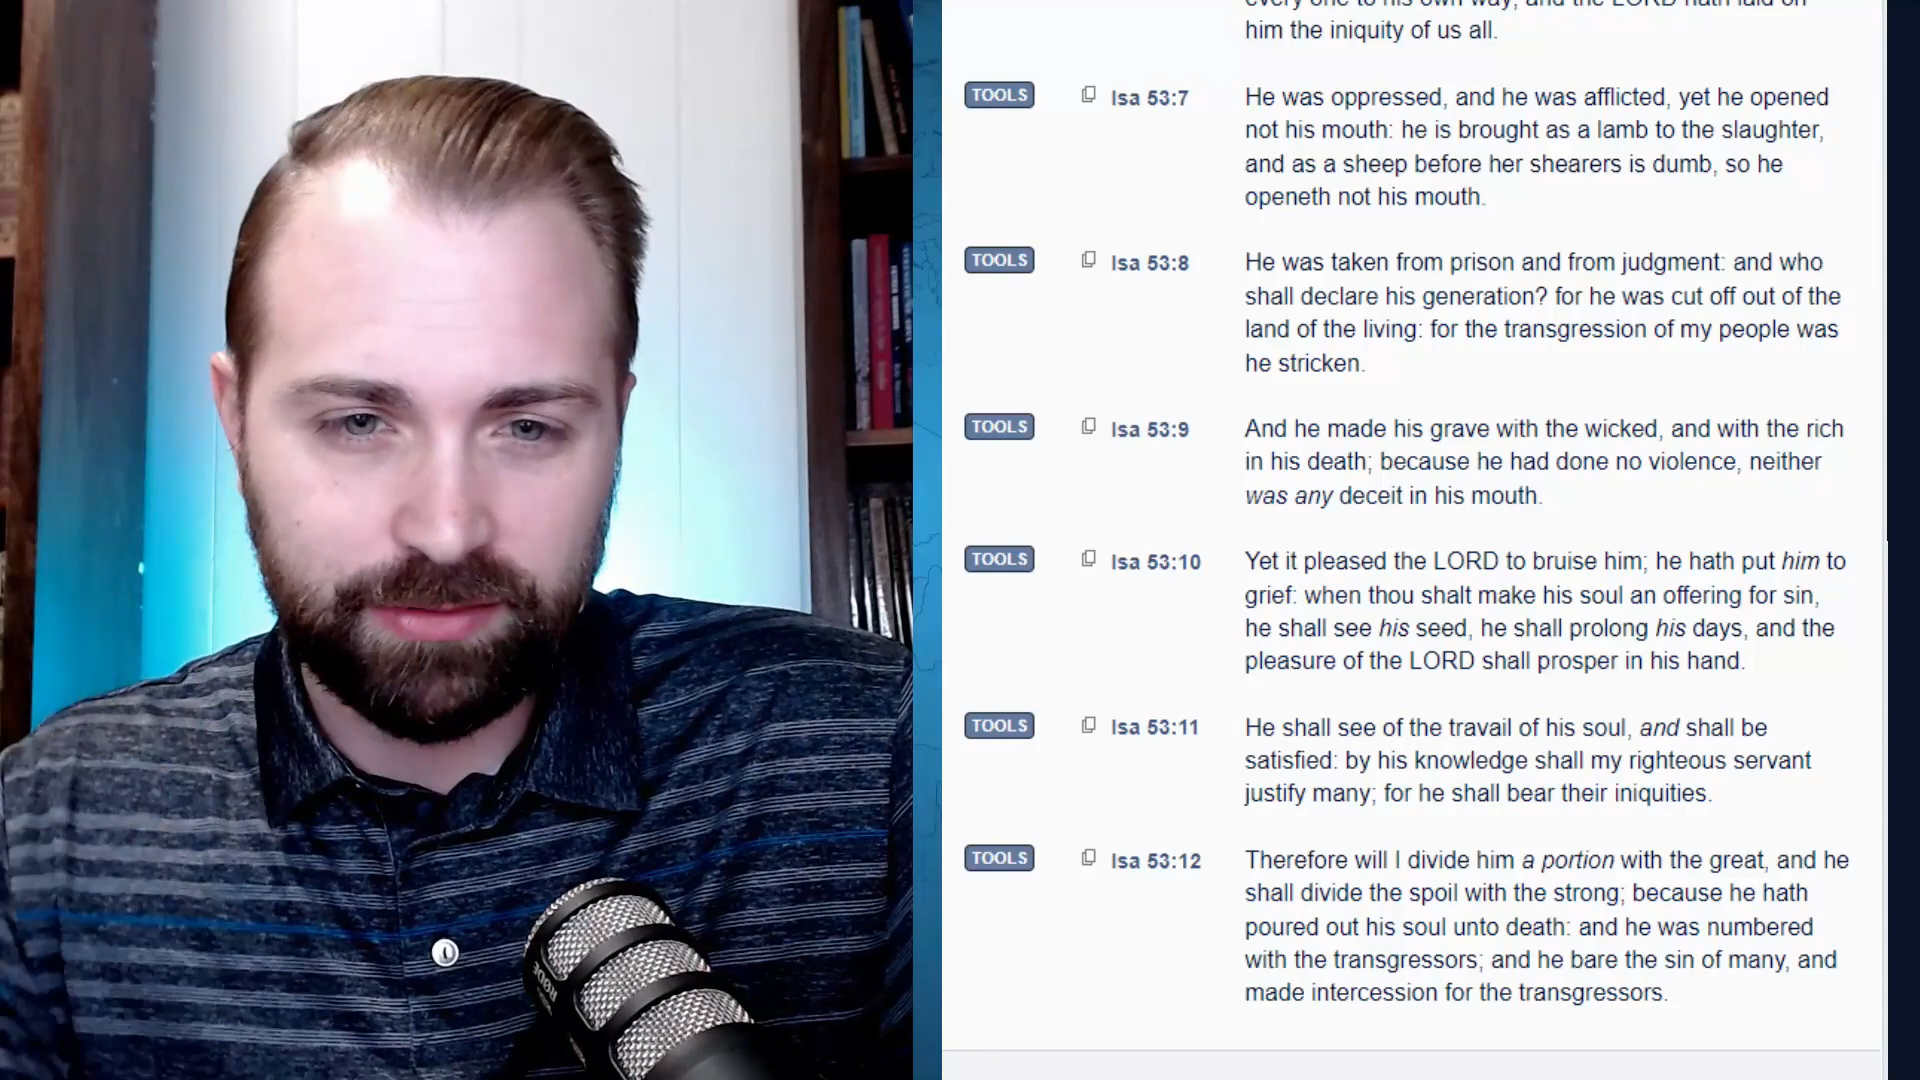 every one to his own way; and the LORD hath laid on
him the iniquity of us all.
TOOLS Isa 53:7 He was oppressed, and he was afflicted, yet he opened
not his mouth: he is brought as a lamb to the slaughter,
and as a sheep before her shearers is dumb, so he
openeth not his mouth.
TOOLS Isa 53:8 He was taken from prison and from judgment: and who
shall declare his generation? for he was cut off out of the
land of the living: for the transgression of my people was
he stricken.
TOOLS Isa 53:9 And he made his grave with the wicked, and with the rich
in his death; because he had done no violence, neither
was any deceit in his mouth.
TOOLS Isa 53:10 Yet it pleased the LORD to bruise him; he hath put him to
grief: when thou shalt make his soul an offering for sin,
he shall see his seed, he shall prolong his days, and the
pleasure of the LORD shall prosper in his hand.
TOOLS Isa 53:11 He shall see of the travail of his soul, and shall be
satisfied: by his knowledge shall my righteous servant
justify many; for he shall bear their iniquities.
TOOLS Isa 53:12 Therefore will I divide him a portion with the great, and he
shall divide the spoil with the strong; because he hath
poured out his soul unto death: and he was numbered
with the transgressors; and he bare the sin of many, and
made intercession for the transgressors.
RØDE